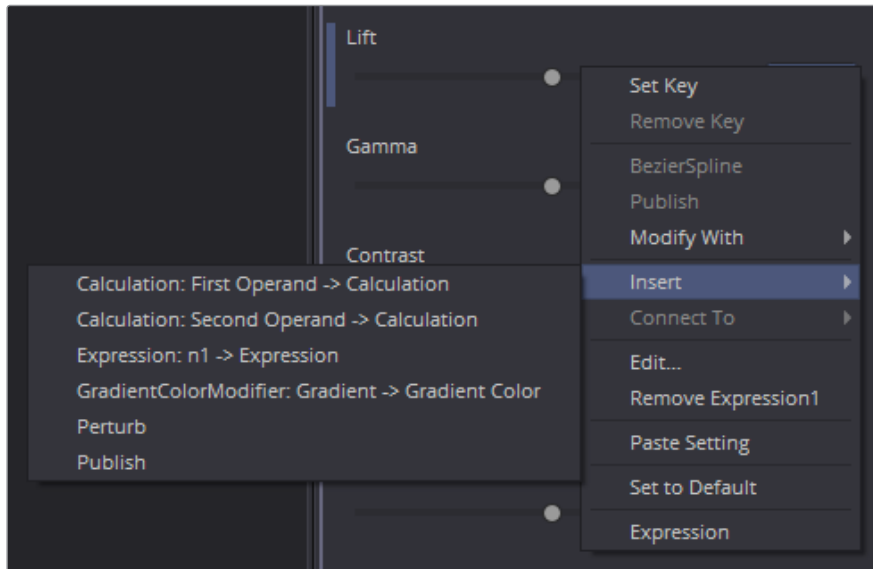 Lift
Gamma
Contrast
Set Key
Remove Key
BezierSpline
Publish
Modify With
Insert
Connect To
Edit...
Remove Expression1
Paste Setting
Set to Default
Expression
Calculation: First Operand -> Calculation
Calculation: Second Operand -> Calculation
Expression: n1 -> Expression
GradientColorModifier: Gradient -> Gradient Color
Perturb
Publish